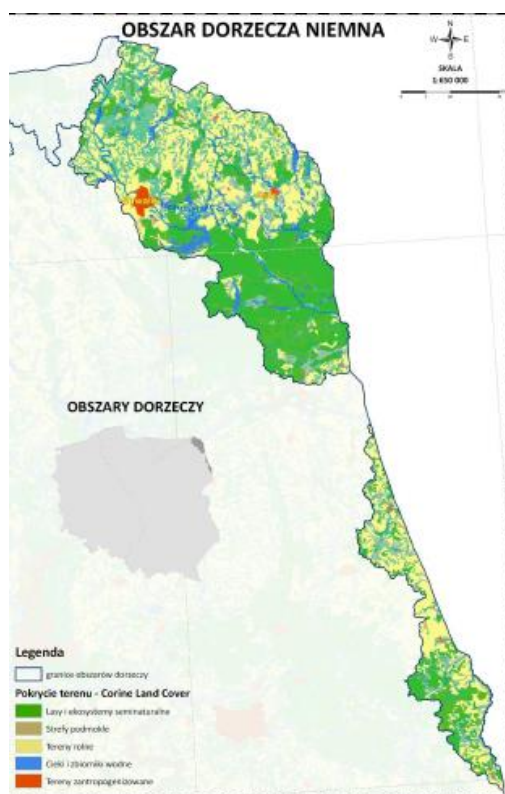 OBSZAR DORZECZA NIEMNA
N
W E
S
SKALA
1:650 000
OBSZARY DORZECZY
Legenda
granice obszarów dorzeczy
Pokrycie terenu - Corine Land Cover
Lasy i ekosystemy seminaturalne
Strefy podmokłe
Tereny rolne
Cieki i zbiorniki wodne
Tereny zantropogenizowane